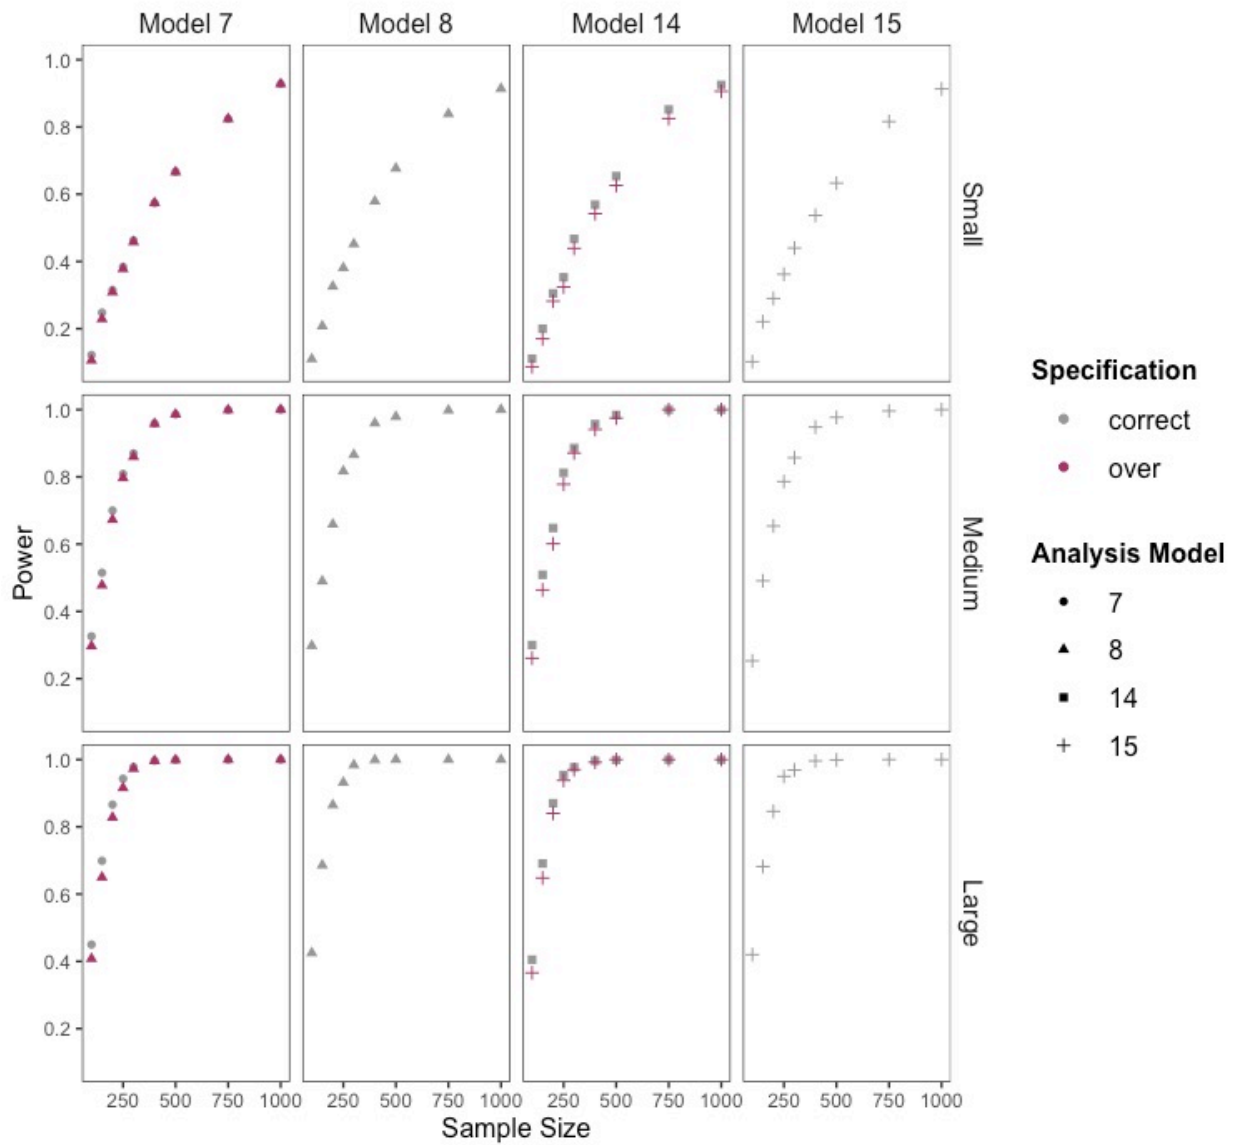 Model 7 Model 8 Model 14 Model 15
1.0
0.8
0.6
0.4
0.2
Small
1.0
0.8
0.6
0.4
0.2
Medium
1.0
0.8
0.6
0.4
0.2
Large
Power
250 500 750 1000 250 500 750 1000 250 500 750 1000 250 500 750 1000
Sample Size
Specification
correct
over
Analysis Model
7
8
14
15